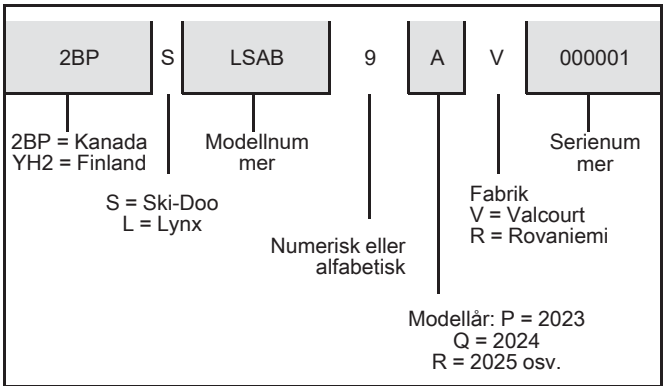 2BP S LSAB 9 A V 000001
2BP = Kanada
YH2 = Finland
Modellnum
mer
Serienum
mer
S = Ski-Doo
L = Lynx
Fabrik
V = Valcourt
R = Rovaniemi
Numerisk eller
alfabetisk
Modellår: P = 2023
Q = 2024
R = 2025 osv.